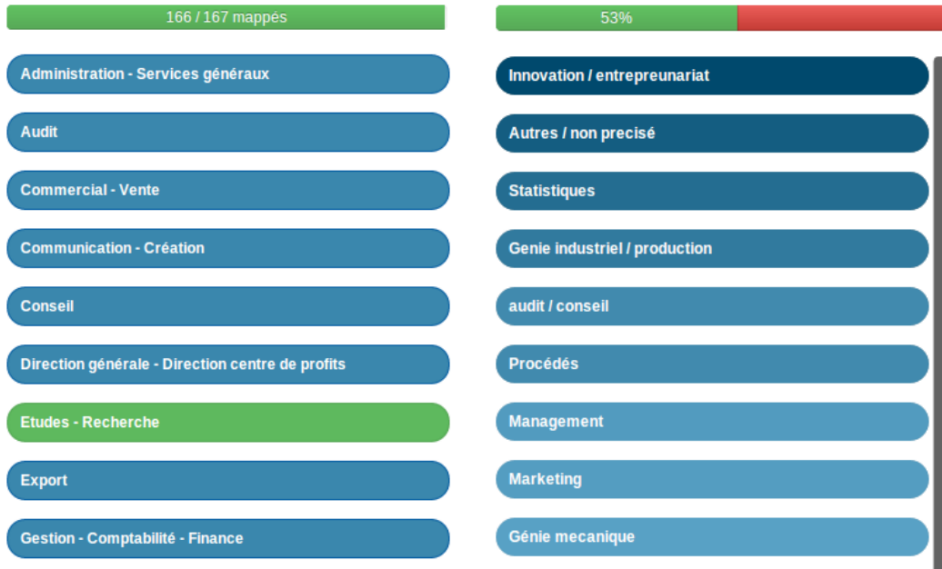 166 / 167 mappés
Administration - Services généraux
Audit
Commercial - Vente
Communication - Création
Conseil
Direction générale - Direction centre de profits
Etudes - Recherche
Export
Gestion - Comptabilité - Finance
53%
Innovation / entrepreunariat
Autres / non precisé
Statistiques
Genie industriel / production
audit / conseil
Procédés
Management
Marketing
Génie mecanique